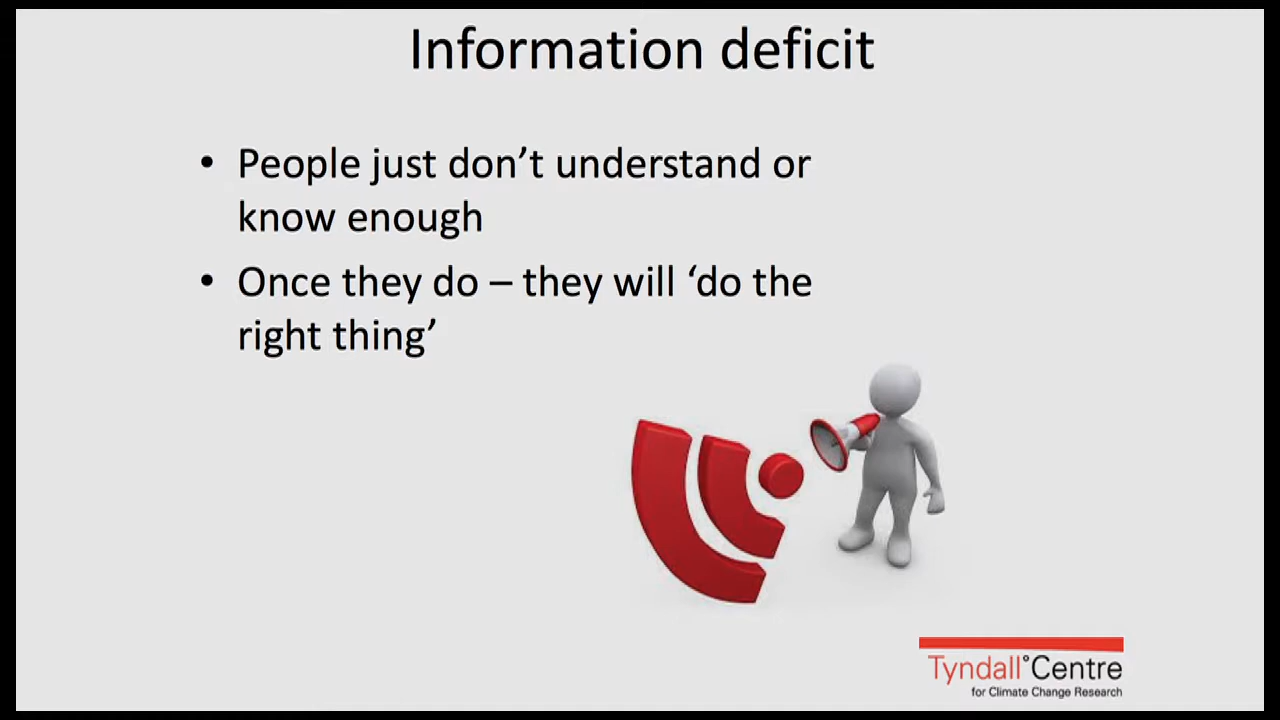 Information deficit
• People just don’t understand or
know enough
• Once they do – they will ‘do the
right thing’
Tyndall°Centre
for Climate Change Research